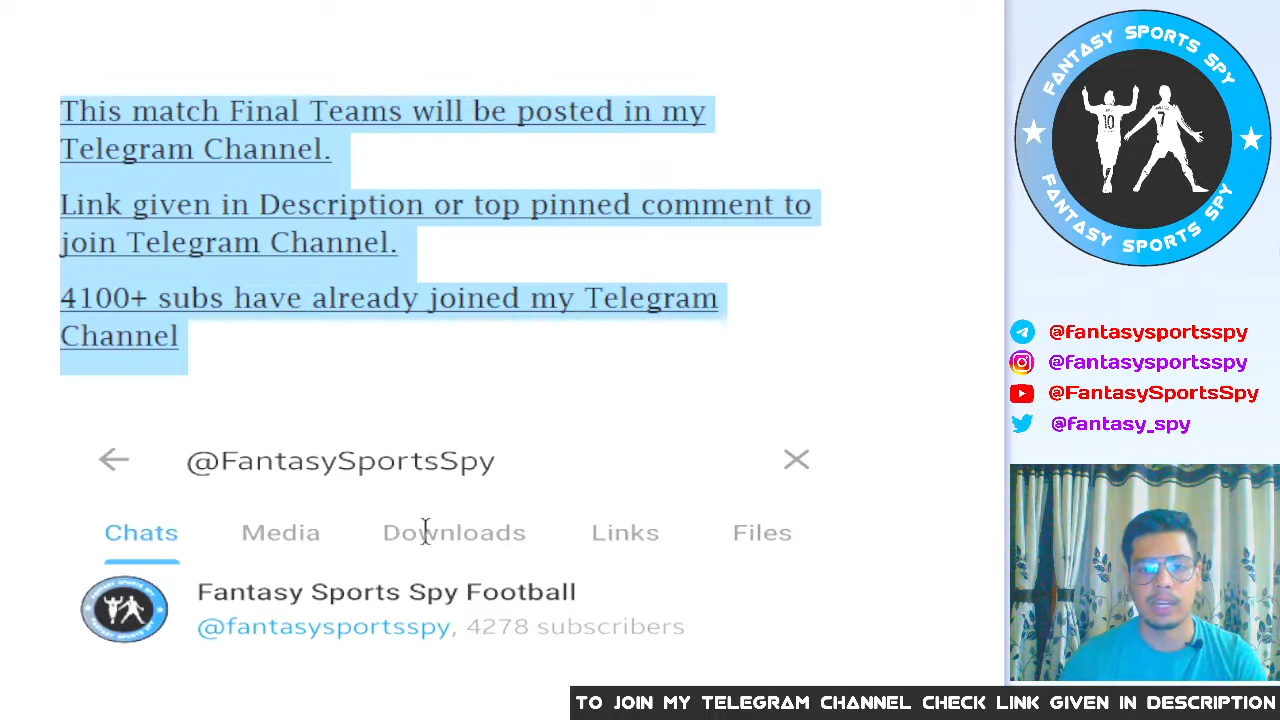 This match Final Teams will be posted in my
Telegram Channel.
Link given in Description or top pinned comment to
join Telegram Channel.
4100+ subs have already joined my Telegram
Channel
@FantasySportsSpy
Chats Media Downloads Links Files
Fantasy Sports Spy Football
@fantasysportsspy, 4278 subscribers
FANTASY SPORTS SPY
10 7
FANTASY SPORTS SPY
@fantasysportsspy
@fantasysportsspy
@FantasySportsSpy
@fantasy_spy
TO JOIN MY TELEGRAM CHANNEL CHECK LINK GIVEN IN DESCRIPTION